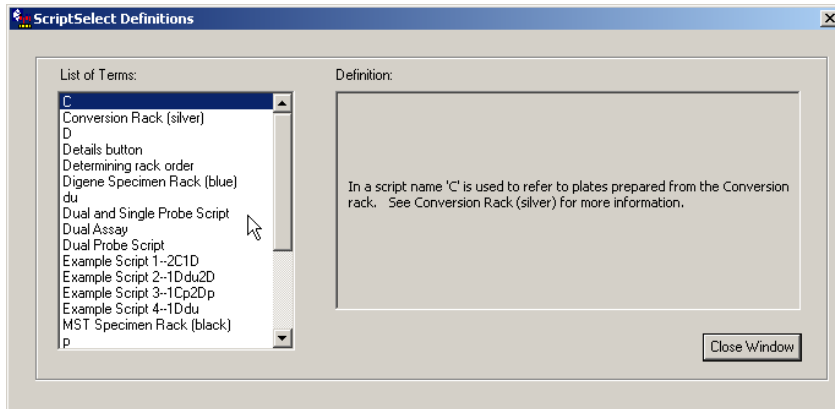 ScriptSelect Definitions
List of Terms:
C
Conversion Rack (silver)
D
Details button
Determining rack order
Digene Specimen Rack (blue)
du
Dual and Single Probe Script
Dual Assay
Dual Probe Script
Example Script 1--2C1D
Example Script 2--1Ddu2D
Example Script 3--1Cp2Dp
Example Script 4--1Ddu
MST Specimen Rack (black)
p
Definition:
In a script name 'C' is used to refer to plates prepared from the Conversion
rack.   See Conversion Rack (silver) for more information.
Close Window